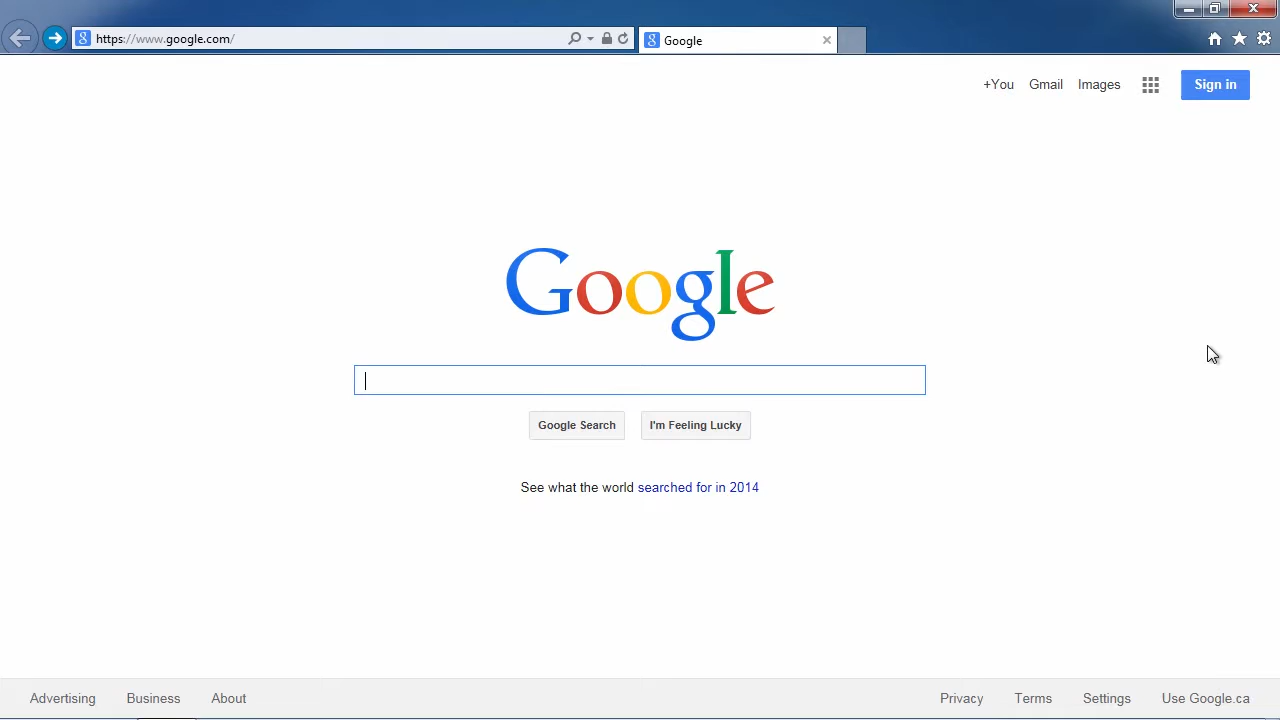 https://www.google.com/
Google
+You Gmail Images Sign in
Google
Google Search I'm Feeling Lucky
See what the world searched for in 2014
Advertising Business About Privacy Terms Settings Use Google.ca